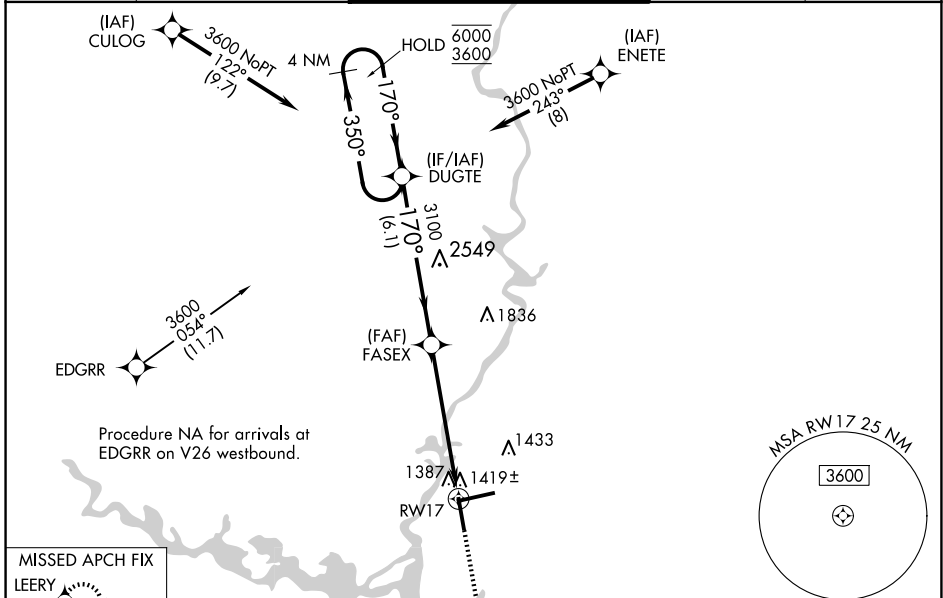 (IAF)
CULOG
3600 NoPT
122°
(9.7)
4 NM
HOLD
6000
3600
170°
350°
(IAF)
ENETE
3600 NoPT
243°
(8)
(IF/IAF)
DUGTE
3100
170°
(6.1)
2549
1836
(FAF)
FASEX
3600
054°
(11.7)
EDGRR
Procedure NA for arrivals at
EDGRR on V26 westbound.
1433
1387
1419±
RW17
MSA RW17 25 NM
3600
MISSED APCH FIX
LEERY